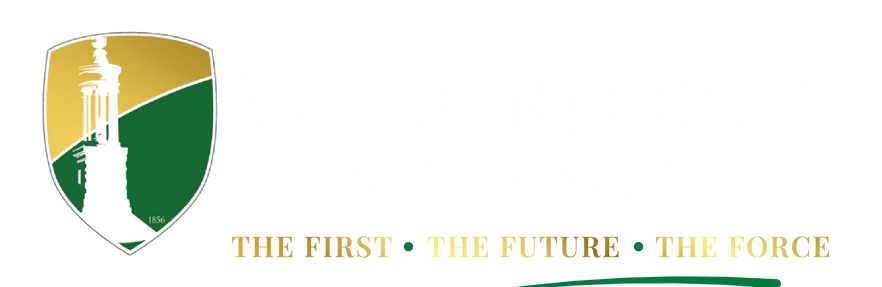 1856
THE FIRST • THE FUTURE • THE FORCE